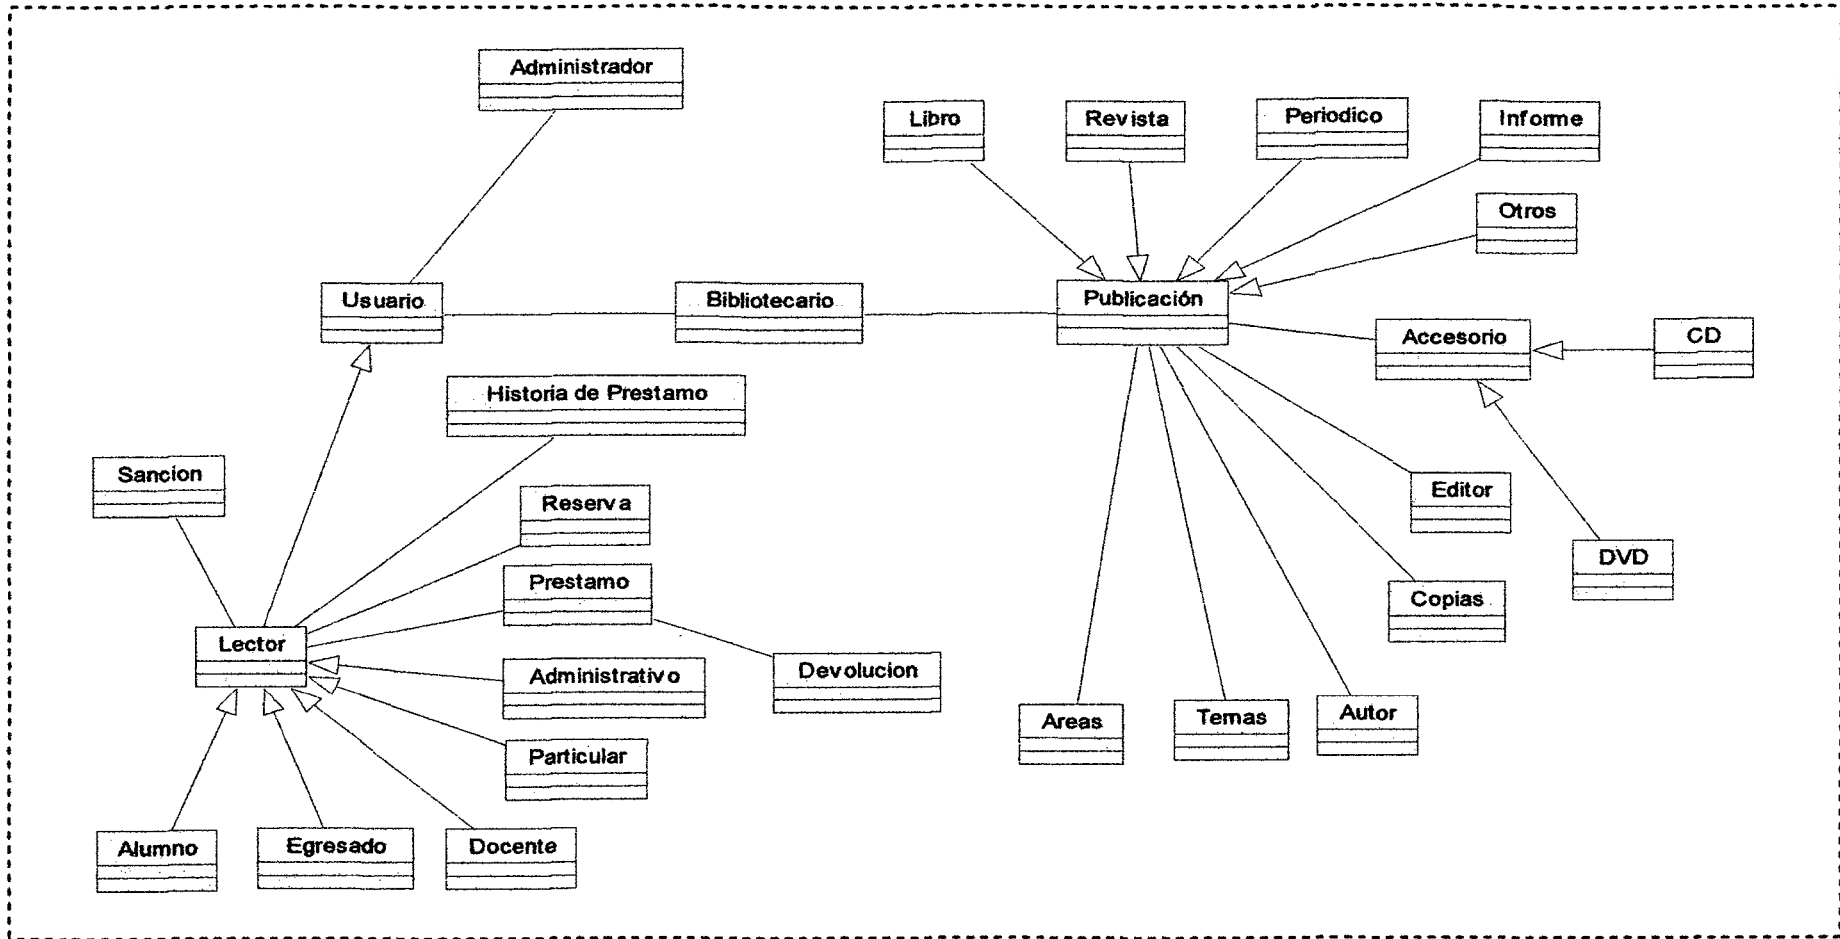 Administrador
Libro
Revista
Periodico
Informe
Otros
Usuario
Bibliotecario
Publicación
Accesorio
CD
Historia de Prestamo
Sancion
Reserva
Editor
Prestamo
DVD
Copias
Lector
Administrativo
Devolucion
Areas
Temas
Autor
Particular
Alumno
Egresado
Docente